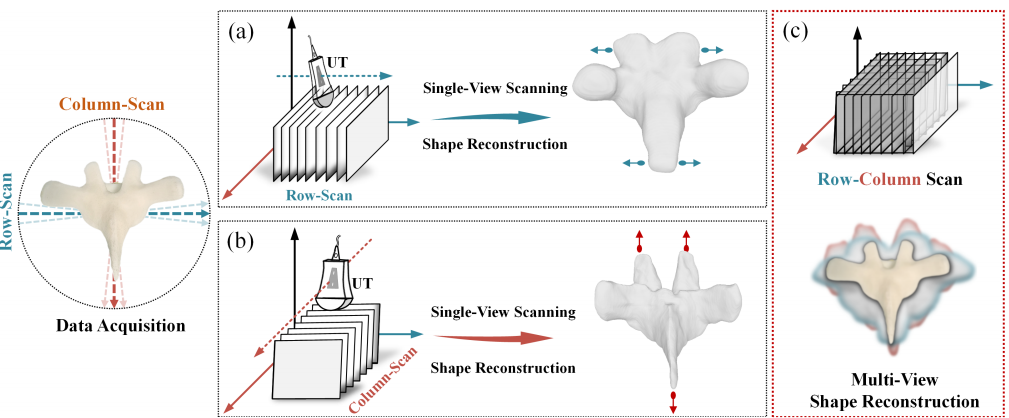 Column-Scan
Row-Scan
Data Acquisition
(a)
UT
Single-View Scanning
Shape Reconstruction
Row-Scan
(b)
UT
Single-View Scanning
Shape Reconstruction
Column-Scan
(c)
Row-Column Scan
Multi-View
Shape Reconstruction